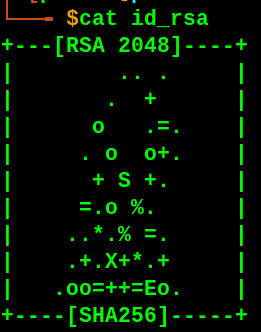 $cat id_rsa
+---[RSA 2048]----+
|        .. .     |
|       .  +      |
|      o   .=.    |
|     . o  o+.    |
|      + S +.     |
|     =.o %.      |
|    ..*.% =.     |
|    .+.X+*.+     |
|   .oo=++=Eo.    |
+----[SHA256]-----+